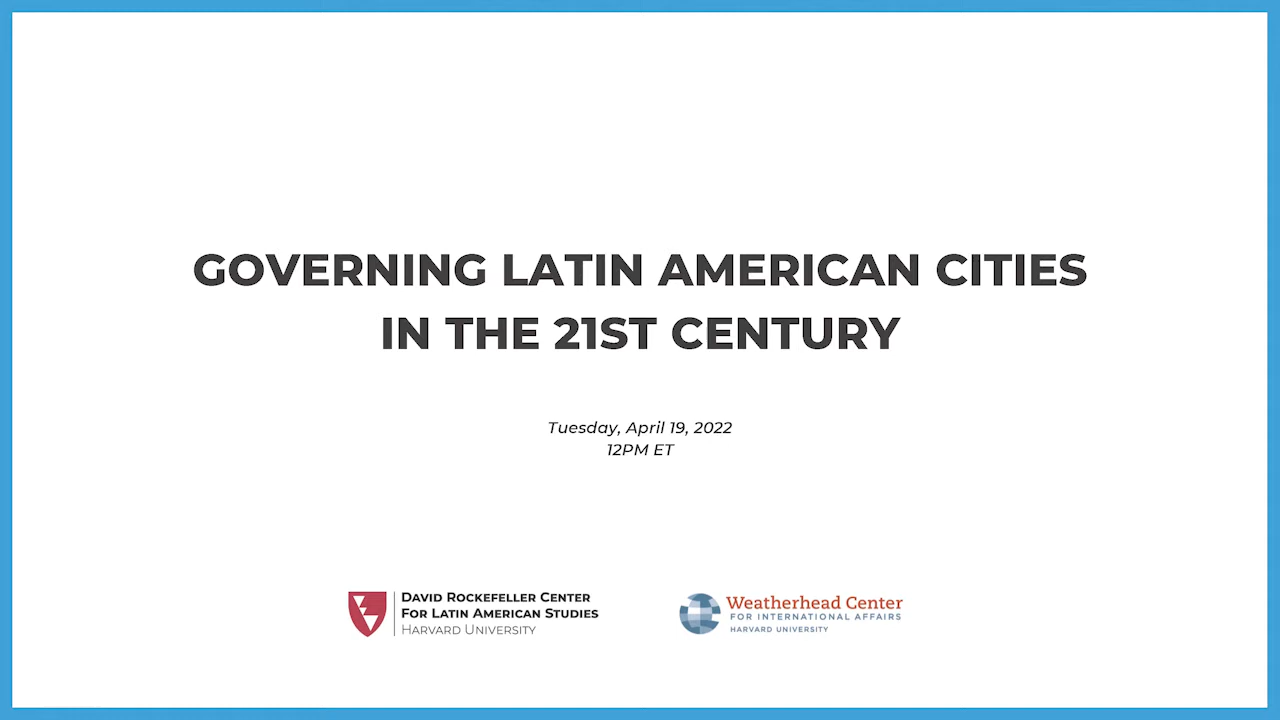 GOVERNING LATIN AMERICAN CITIES
IN THE 21ST CENTURY
Tuesday, April 19, 2022
12PM ET
DAVID ROCKEFELLER CENTER
FOR LATIN AMERICAN STUDIES
HARVARD UNIVERSITY
Weatherhead Center
FOR INTERNATIONAL AFFAIRS
HARVARD UNIVERSITY